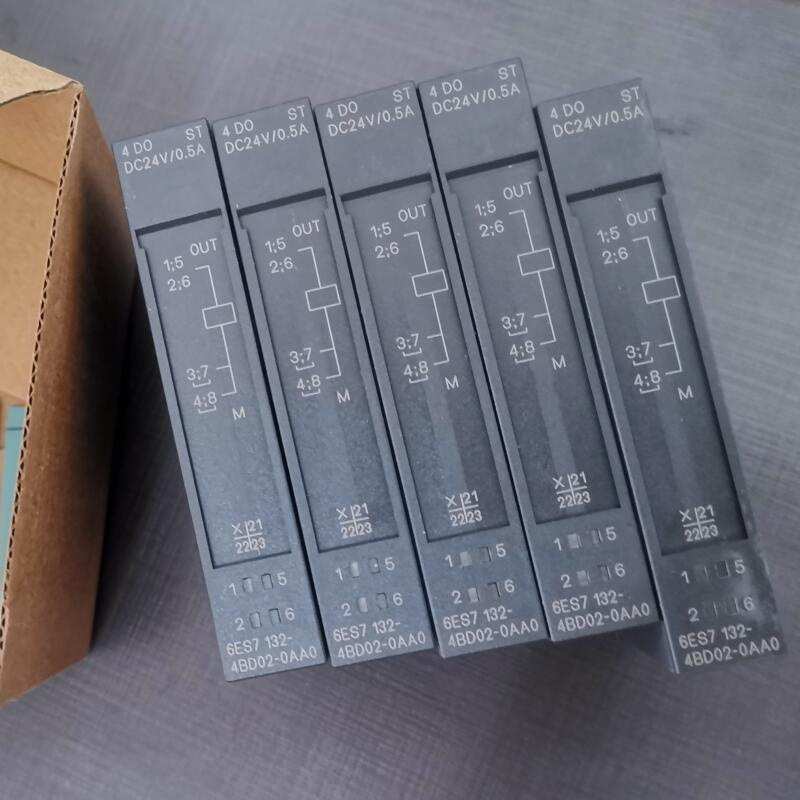 4 DO ST
DC24V/0.5A
1;5 OUT
2;6
3;7
4;8
M
X 21
22 23
1 5
2 6
6ES7 132-
4BD02-0AA0
4 DO ST
DC24V/0.5A
1;5 OUT
2;6
3;7
4;8
M
X 21
22 23
1 5
2 6
6ES7 132-
4BD02-0AA0
4 DO ST
DC24V/0.5A
1;5 OUT
2;6
3;7
4;8
M
X 21
22 23
1 5
2 6
6ES7 132-
4BD02-0AA0
4 DO ST
DC24V/0.5A
1;5 OUT
2;6
3;7
4;8
M
X 21
22 23
1 5
2 6
6ES7 132-
4BD02-0AA0
4 DO ST
DC24V/0.5A
1;5 OUT
2;6
3;7
4;8
M
X 21
22 23
1 5
2 6
6ES7 132-
4BD02-0AA0